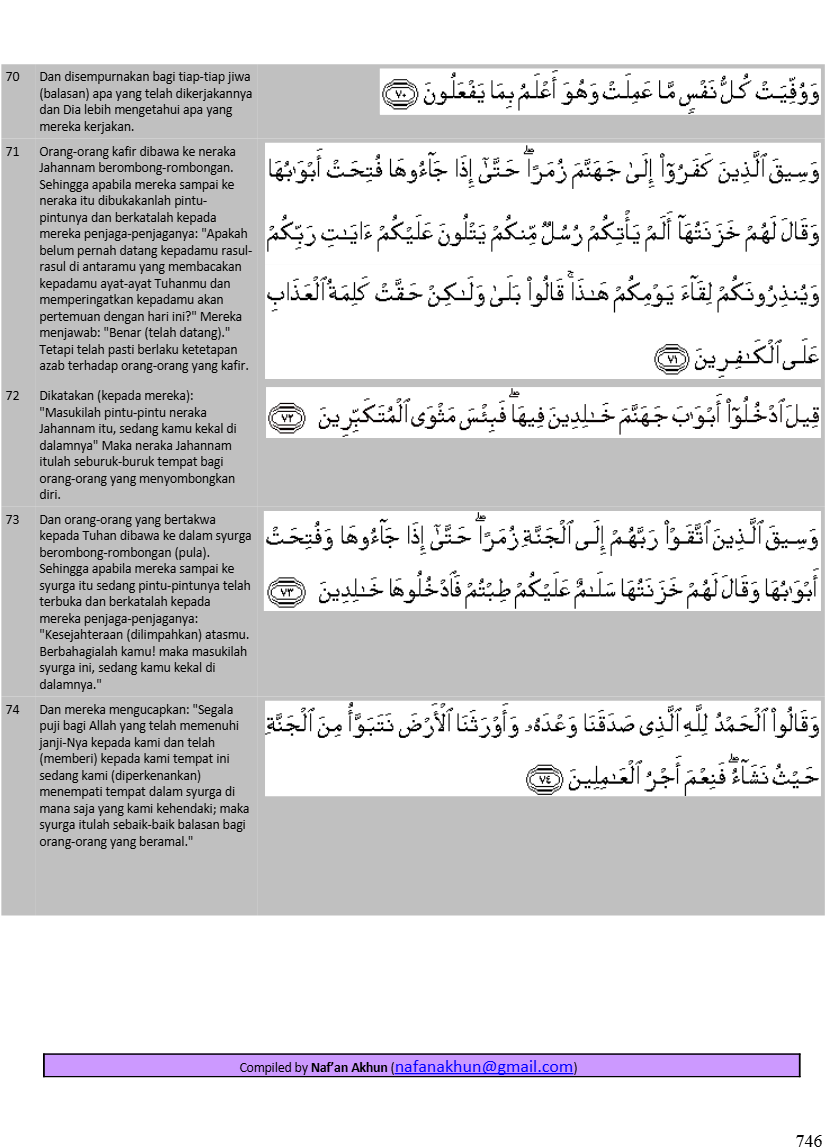 70
Dan disempurnakan bagi tiap-tiap jiwa
(balasan) apa yang telah dikerjakannya
dan Dia lebih mengetahui apa yang
mereka kerjakan.
وَوُفِّيَتْ كُلُّ نَفْسٍ مَّا عَمِلَتْ وَهُوَ أَعْلَمُ بِمَا يَفْعَلُونَ ٧٠
71
Orang-orang kafir dibawa ke neraka
Jahannam berombong-rombongan.
Sehingga apabila mereka sampai ke
neraka itu dibukakanlah pintu-
pintunya dan berkatalah kepada
mereka penjaga-penjaganya: "Apakah
belum pernah datang kepadamu rasul-
rasul di antaramu yang membacakan
kepadamu ayat-ayat Tuhanmu dan
memperingatkan kepadamu akan
pertemuan dengan hari ini?" Mereka
menjawab: "Benar (telah datang)."
Tetapi telah pasti berlaku ketetapan
azab terhadap orang-orang yang kafir.
وَسِيقَ ٱلَّذِينَ كَفَرُوٓا۟ إِلَىٰ جَهَنَّمَ زُمَرًا ۖ حَتَّىٰٓ إِذَا جَآءُوهَا فُتِحَتْ أَبْوَٰبُهَا
وَقَالَ لَهُمْ خَزَنَتُهَآ أَلَمْ يَأْتِكُمْ رُسُلٌ مِّنكُمْ يَتْلُونَ عَلَيْكُمْ ءَايَـٰتِ رَبِّكُمْ
وَيُنذِرُونَكُمْ لِقَآءَ يَوْمِكُمْ هَـٰذَا ۚ قَالُوا۟ بَلَىٰ وَلَـٰكِنْ حَقَّتْ كَلِمَةُ ٱلْعَذَابِ
عَلَى ٱلْكَـٰفِرِينَ ٧١
72
Dikatakan (kepada mereka):
"Masukilah pintu-pintu neraka
Jahannam itu, sedang kamu kekal di
dalamnya" Maka neraka Jahannam
itulah seburuk-buruk tempat bagi
orang-orang yang menyombongkan
diri.
قِيلَ ٱدْخُلُوٓا۟ أَبْوَٰبَ جَهَنَّمَ خَـٰلِدِينَ فِيهَا ۖ فَبِئْسَ مَثْوَى ٱلْمُتَكَبِّرِينَ ٧٢
73
Dan orang-orang yang bertakwa
kepada Tuhan dibawa ke dalam syurga
berombong-rombongan (pula).
Sehingga apabila mereka sampai ke
syurga itu sedang pintu-pintunya telah
terbuka dan berkatalah kepada
mereka penjaga-penjaganya:
"Kesejahteraan (dilimpahkan) atasmu.
Berbahagialah kamu! maka masukilah
syurga ini, sedang kamu kekal di
dalamnya."
وَسِيقَ ٱلَّذِينَ ٱتَّقَوْا۟ رَبَّهُمْ إِلَى ٱلْجَنَّةِ زُمَرًا ۖ حَتَّىٰٓ إِذَا جَآءُوهَا وَفُتِحَتْ
أَبْوَٰبُهَا وَقَالَ لَهُمْ خَزَنَتُهَا سَلَـٰمٌ عَلَيْكُمْ طِبْتُمْ فَٱدْخُلُوهَا خَـٰلِدِينَ ٧٣
74
Dan mereka mengucapkan: "Segala
puji bagi Allah yang telah memenuhi
janji-Nya kepada kami dan telah
(memberi) kepada kami tempat ini
sedang kami (diperkenankan)
menempati tempat dalam syurga di
mana saja yang kami kehendaki; maka
syurga itulah sebaik-baik balasan bagi
orang-orang yang beramal."
وَقَالُوا۟ ٱلْحَمْدُ لِلَّهِ ٱلَّذِى صَدَقَنَا وَعْدَهُۥ وَأَوْرَثَنَا ٱلْأَرْضَ نَتَبَوَّأُ مِنَ ٱلْجَنَّةِ
حَيْثُ نَشَآءُ ۖ فَنِعْمَ أَجْرُ ٱلْعَـٰمِلِينَ ٧٤
Compiled by Naf'an Akhun (nafanakhun@gmail.com)
746